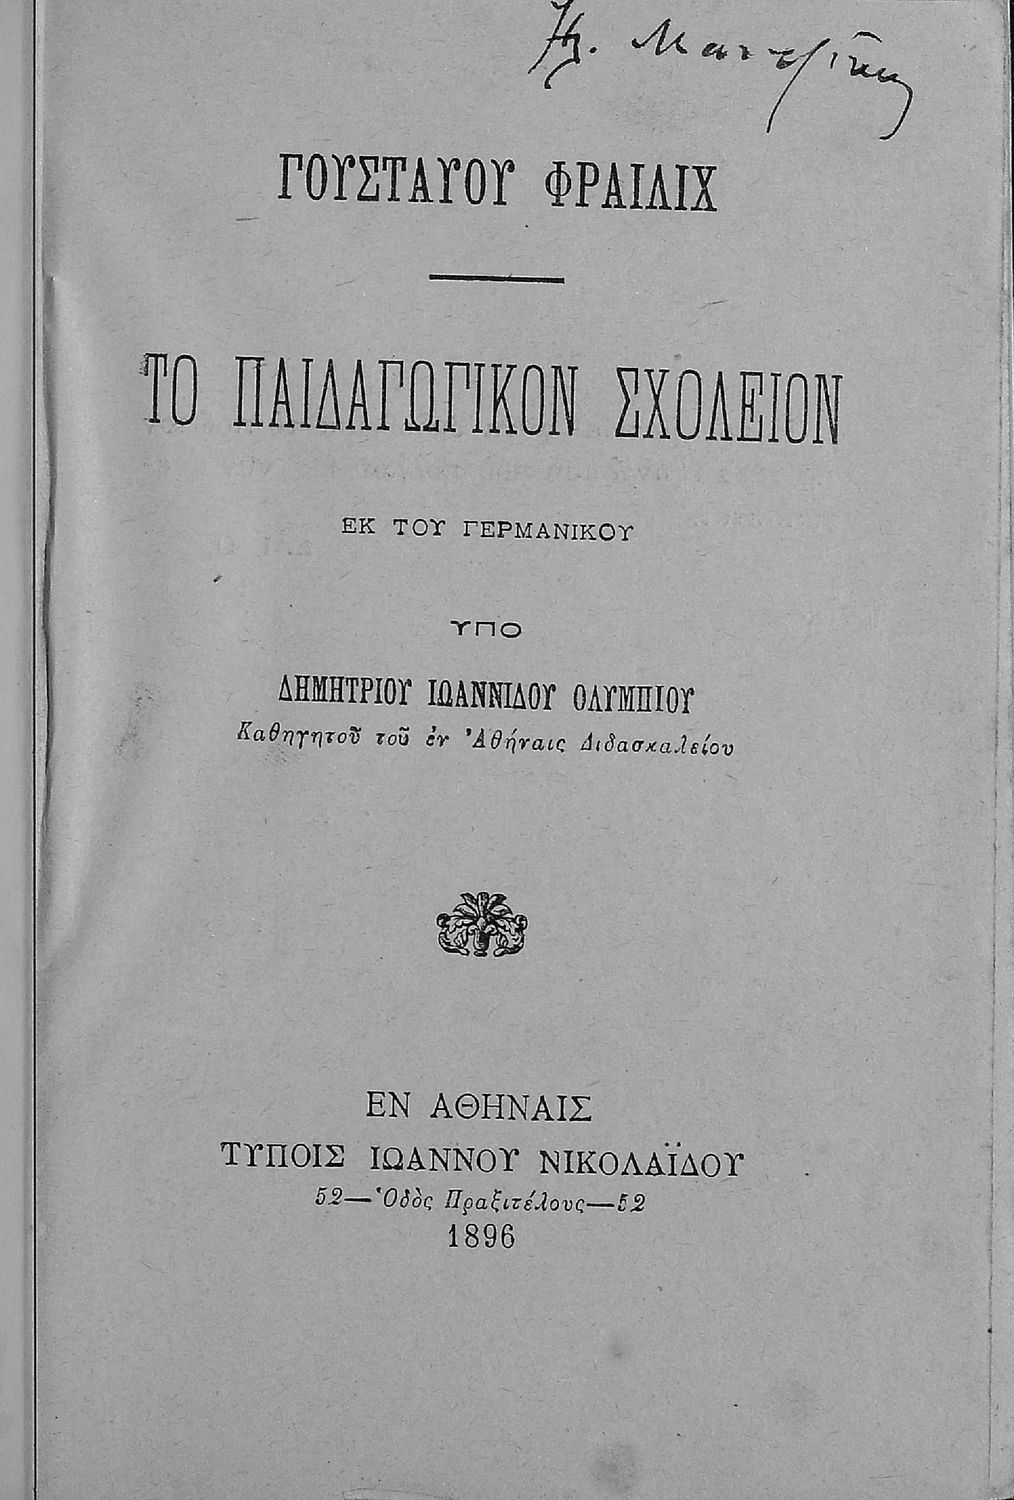 ΓΟΥΣΤΑΥΟΥ ΦΡΑΙΛΙΧ
ΤΟ ΠΑΙΔΑΓΩΓΙΚΟΝ ΣΧΟΛΕΙΟΝ
ΕΚ ΤΟΥ ΓΕΡΜΑΝΙΚΟΥ
ΥΠΟ
ΔΗΜΗΤΡΙΟΥ ΙΩΑΝΝΙΔΟΥ ΟΛΥΜΠΙΟΥ
Καθηγητοῦ τοῦ ἐν Ἀθήναις Διδασκαλείου
ΕΝ ΑΘΗΝΑΙΣ
ΤΥΠΟΙΣ ΙΩΑΝΝΟΥ ΝΙΚΟΛΑΪΔΟΥ
52—Ὁδὸς Πραξιτέλους—52
1896